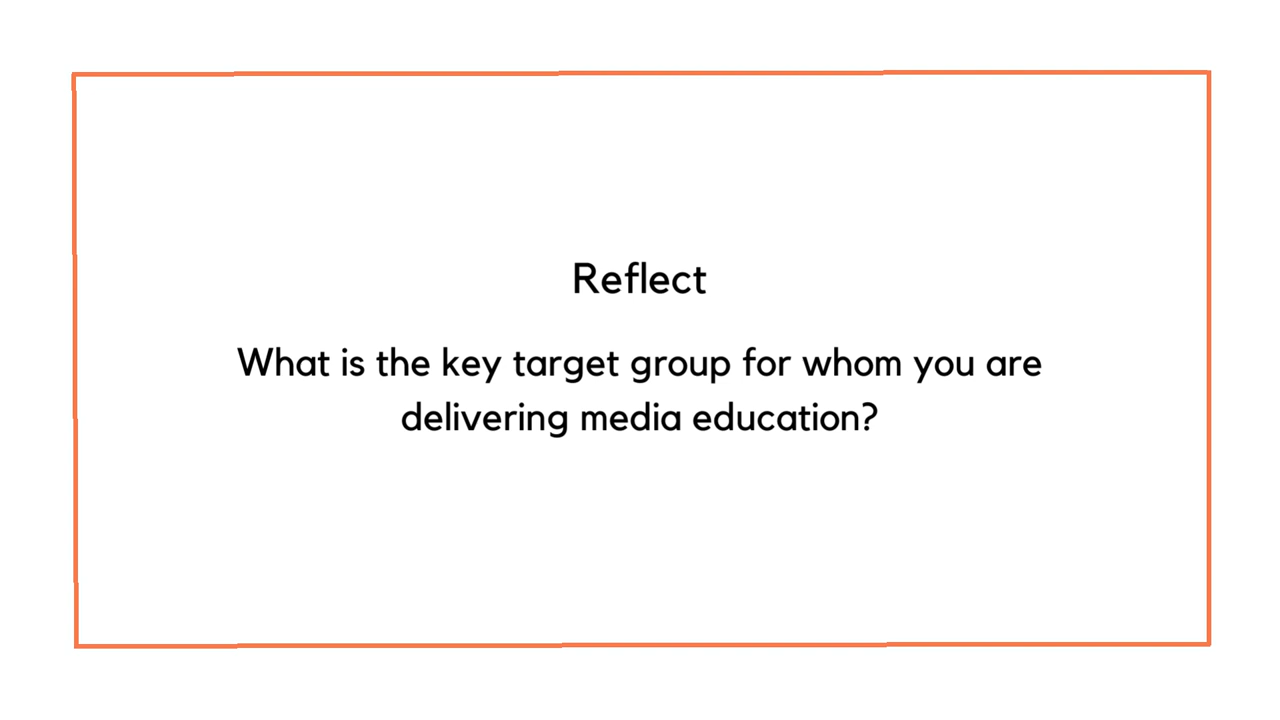 Reflect
What is the key target group for whom you are
delivering media education?